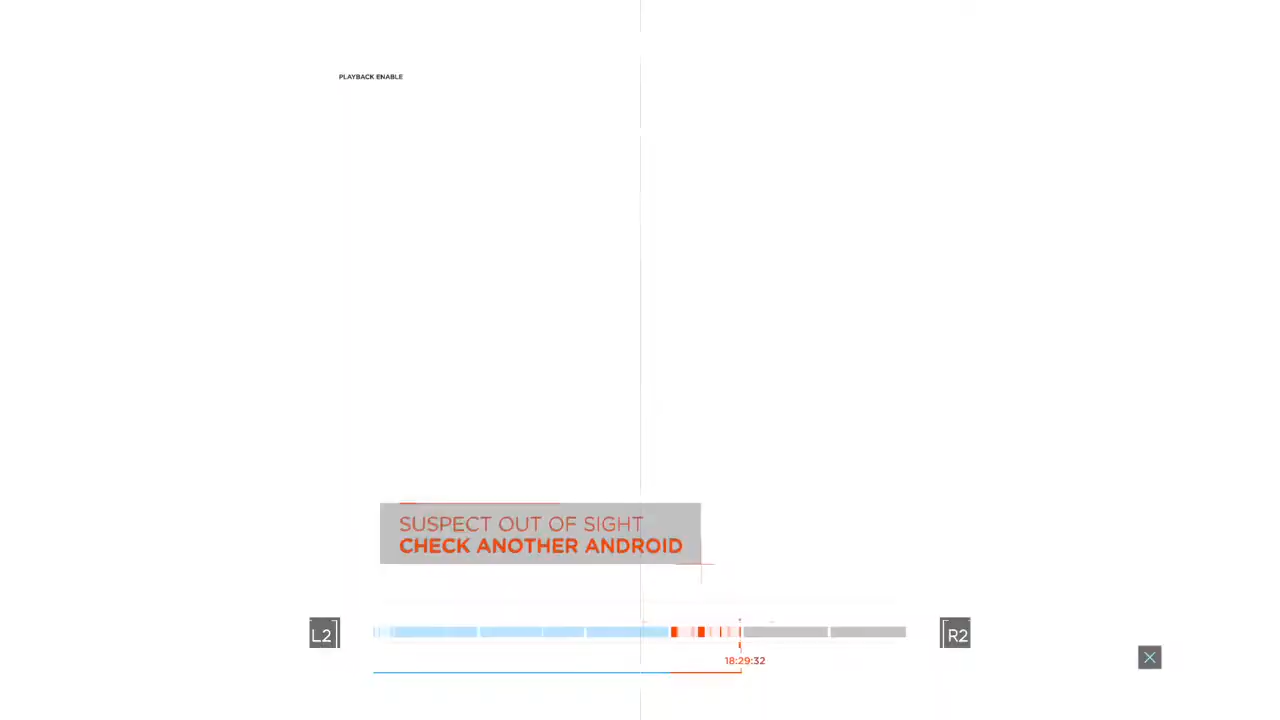 PLAYBACK ENABLE
SUSPECT OUT OF SIGHT
CHECK ANOTHER ANDROID
L2
R2
18:29:32